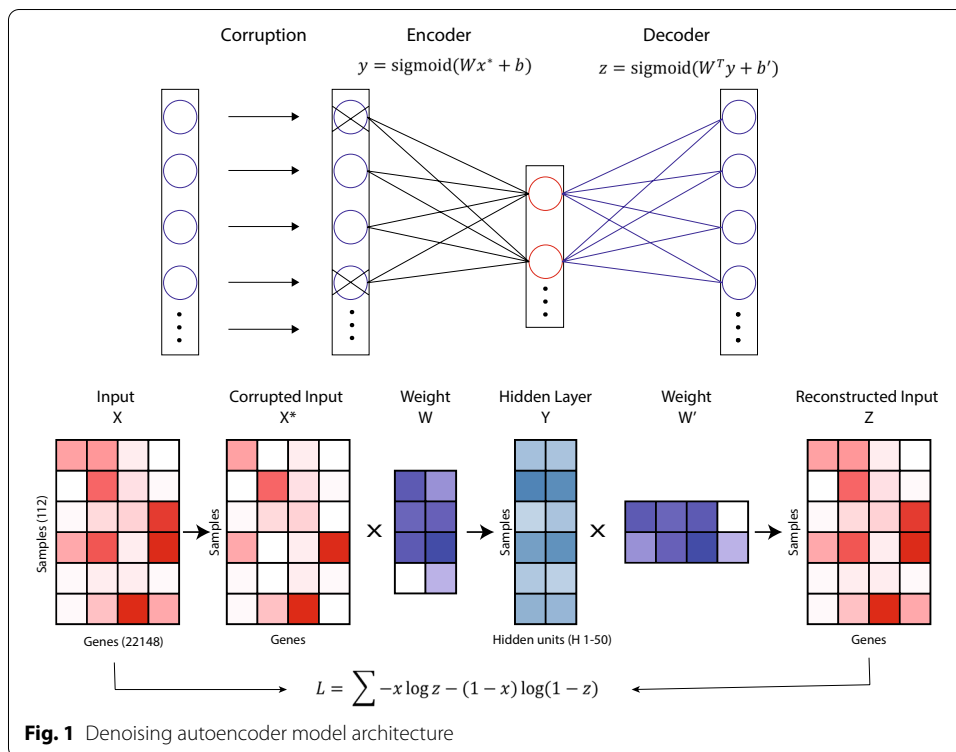 Corruption
Encoder
Decoder
y = sigmoid(Wx* + b)
z = sigmoid(Wᵀy + b′)
Input
X
Corrupted Input
X*
Weight
W
Hidden Layer
Y
Weight
W'
Reconstructed Input
Z
Samples (112)
Samples
×
Samples
×
Samples
Genes (22148)
Genes
Hidden units (H 1-50)
Genes
L = ∑ −x log z − (1 − x) log(1 − z)
Fig. 1 Denoising autoencoder model architecture